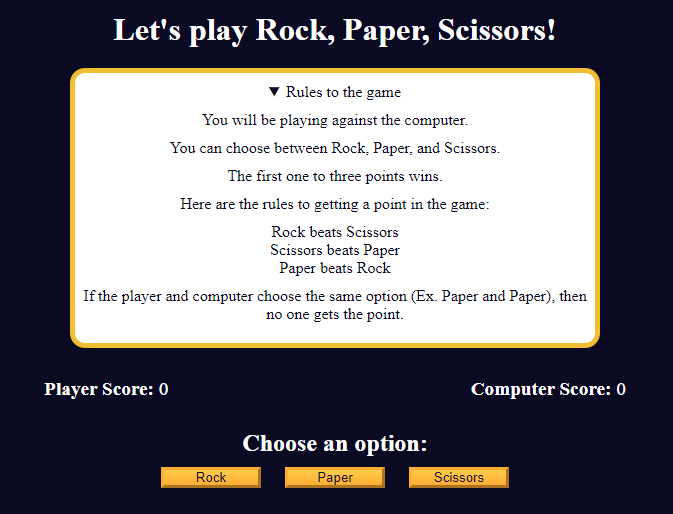 Let's play Rock, Paper, Scissors!
▼ Rules to the game
You will be playing against the computer.
You can choose between Rock, Paper, and Scissors.
The first one to three points wins.
Here are the rules to getting a point in the game:
Rock beats Scissors
Scissors beats Paper
Paper beats Rock
If the player and computer choose the same option (Ex. Paper and Paper), then
no one gets the point.
Player Score: 0 Computer Score: 0
Choose an option:
Rock Paper Scissors